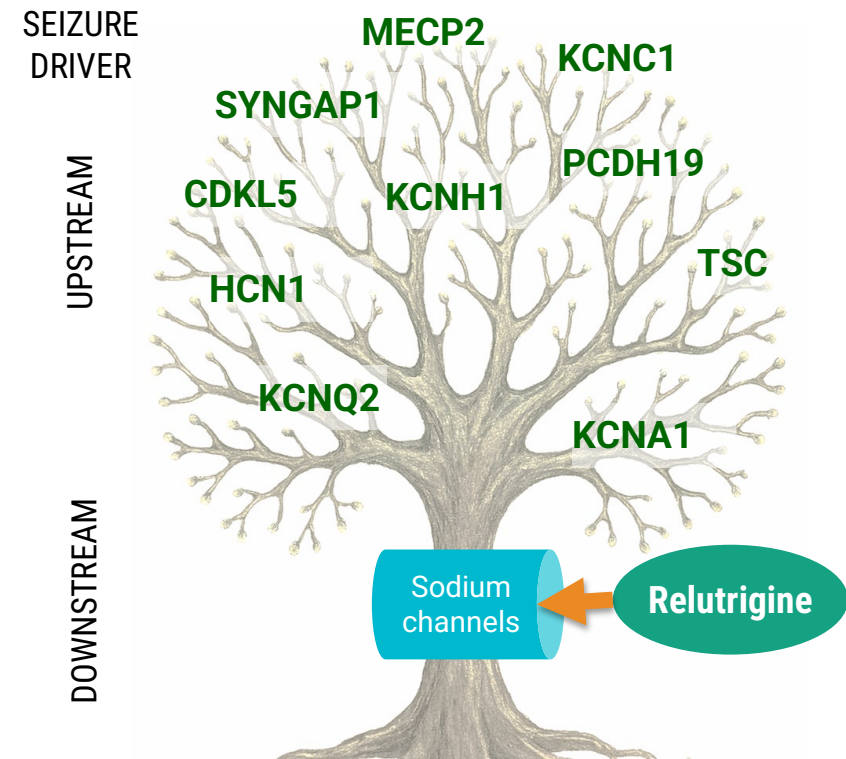 SEIZURE
DRIVER
MECP2
KCNC1
SYNGAP1
PCDH19
CDKL5
KCNH1
UPSTREAM
TSC
HCN1
KCNQ2
KCNA1
DOWNSTREAM
Sodium
channels
Relutrigine